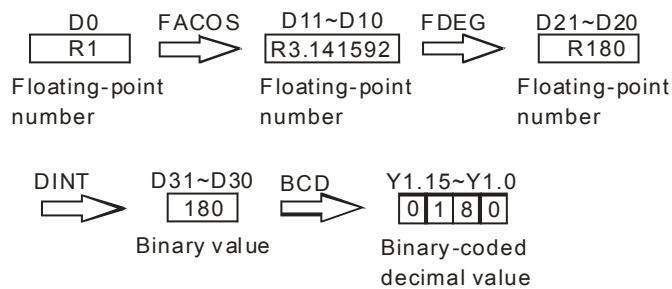 D0 FACOS D11~D10 FDEG D21~D20
R1 R3.141592 R180
Floating-point number Floating-point number Floating-point number
DINT D31~D30 BCD Y1.15~Y1.0
180 0 1 8 0
Binary value Binary-coded decimal value